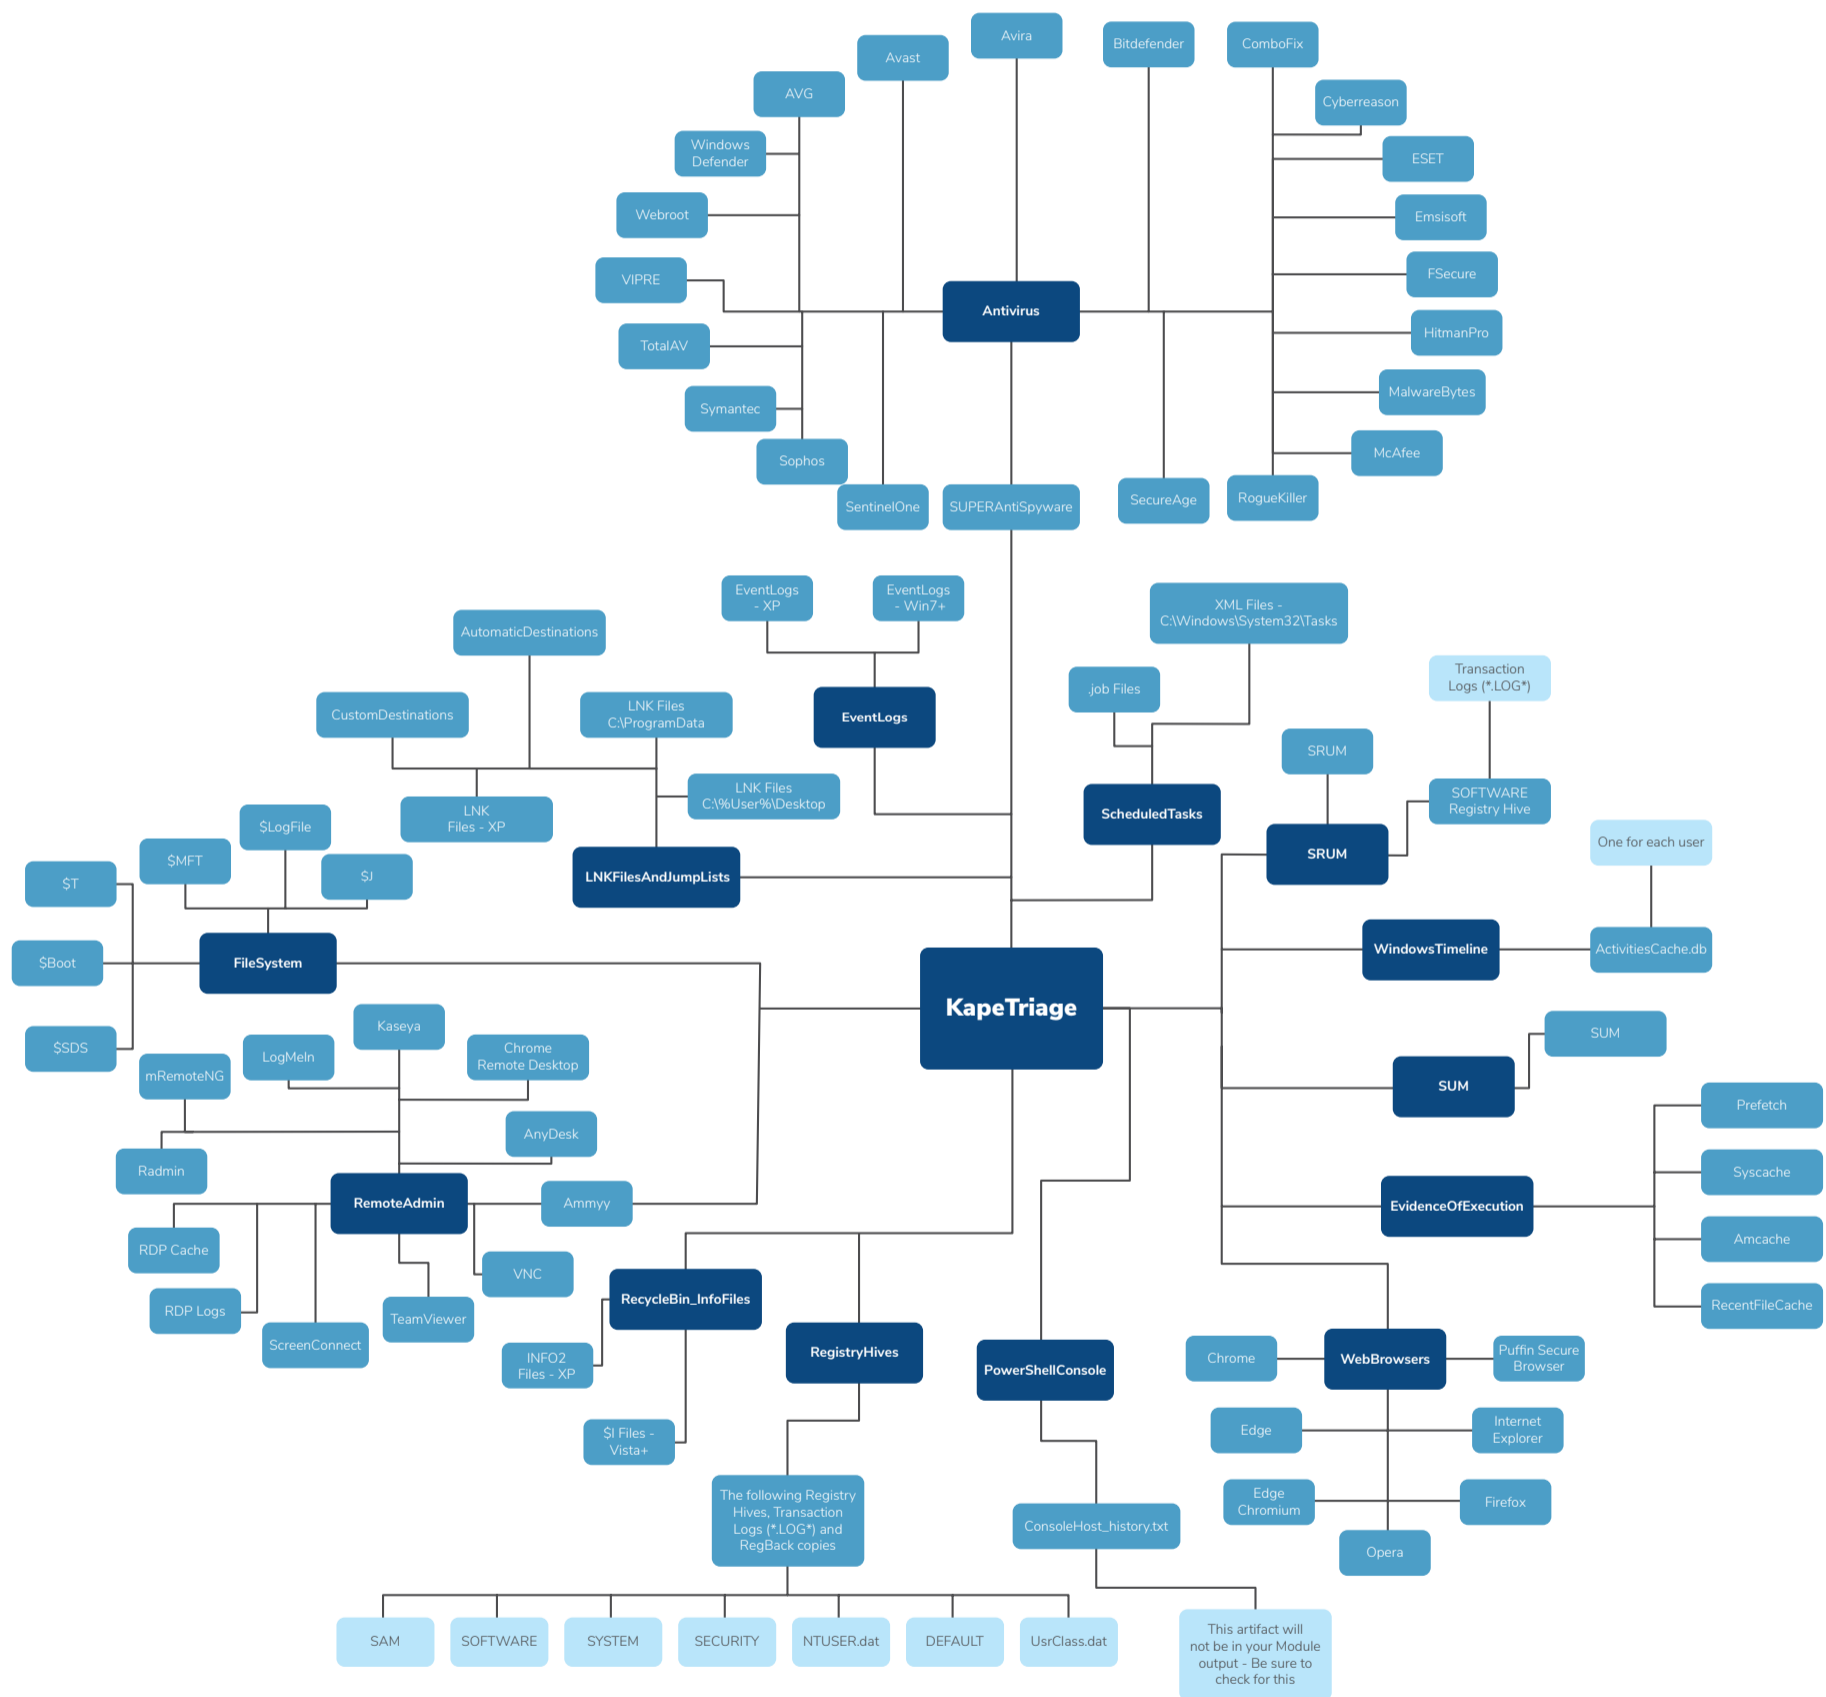 Avira
Bitdefender
ComboFix
Avast
AVG
Cyberreason
Windows
Defender
ESET
Webroot
Emsisoft
VIPRE
FSecure
Antivirus
TotalAV
HitmanPro
Symantec
MalwareBytes
Sophos
McAfee
SentinelOne
SUPERAntiSpyware
SecureAge
RogueKiller
EventLogs
- XP
EventLogs
- Win7+
XML Files -
C:\Windows\System32\Tasks
AutomaticDestinations
.job Files
Transaction
Logs (*.LOG*)
CustomDestinations
LNK Files
C:\ProgramData
EventLogs
SRUM
LNK Files
C:\%User%\Desktop
LNK
Files - XP
ScheduledTasks
SOFTWARE
Registry Hive
$LogFile
$MFT
$J
$T
LNKFilesAndJumpLists
SRUM
One for each user
$Boot
FileSystem
WindowsTimeline
ActivitiesCache.db
KapeTriage
$SDS
Kaseya
LogMeIn
Chrome
Remote Desktop
mRemoteNG
SUM
SUM
AnyDesk
Prefetch
Radmin
Syscache
RemoteAdmin
Ammyy
EvidenceOfExecution
RDP Cache
VNC
Amcache
RDP Logs
TeamViewer
RecycleBin_InfoFiles
RecentFileCache
ScreenConnect
INFO2
Files - XP
RegistryHives
PowerShellConsole
Chrome
WebBrowsers
Puffin Secure
Browser
$I Files -
Vista+
Edge
Internet
Explorer
The following Registry
Hives, Transaction
Logs (*.LOG*) and
RegBack copies
ConsoleHost_history.txt
Edge
Chromium
Firefox
Opera
SAM
SOFTWARE
SYSTEM
SECURITY
NTUSER.dat
DEFAULT
UsrClass.dat
This artifact will
not be in your Module
output - Be sure to
check for this